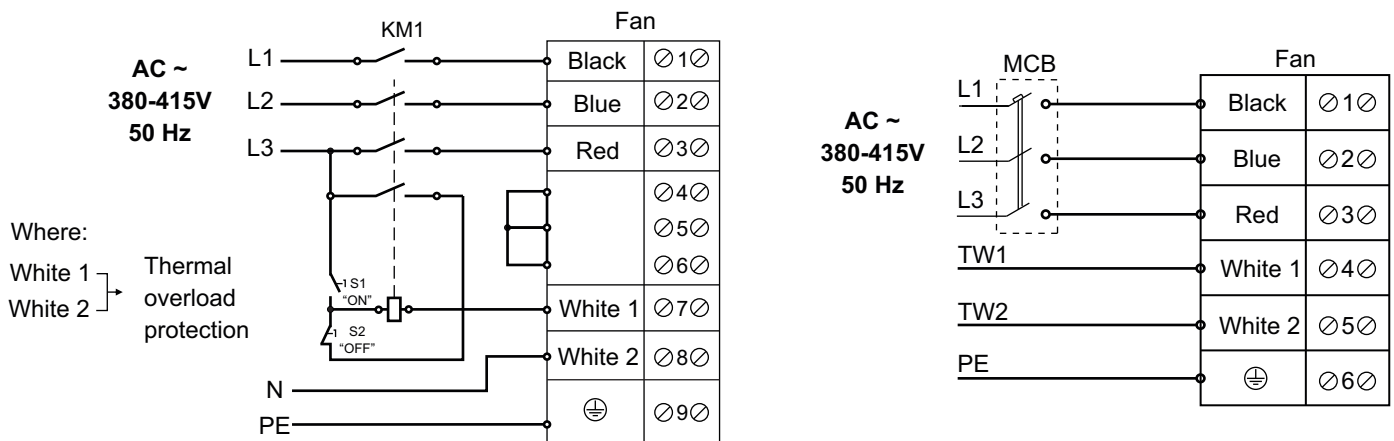 KM1
Fan
L1
Black
1
AC ~
380-415V
50 Hz
L2
Blue
2
L3
Red
3
4
5
6
Where:
White 1
White 2
Thermal
overload
protection
S1
“ON”
S2
“OFF”
White 1
7
White 2
8
N
PE
9
MCB
Fan
L1
Black
1
AC ~
380-415V
50 Hz
L2
Blue
2
L3
Red
3
TW1
White 1
4
TW2
White 2
5
PE
6